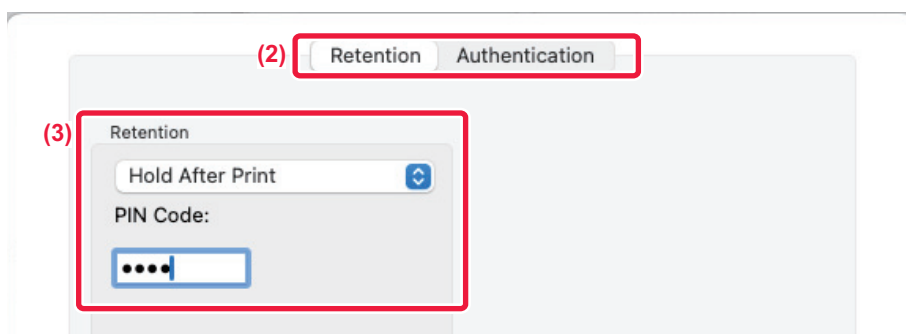 (2) Retention Authentication
(3) Retention
Hold After Print
PIN Code:
••••